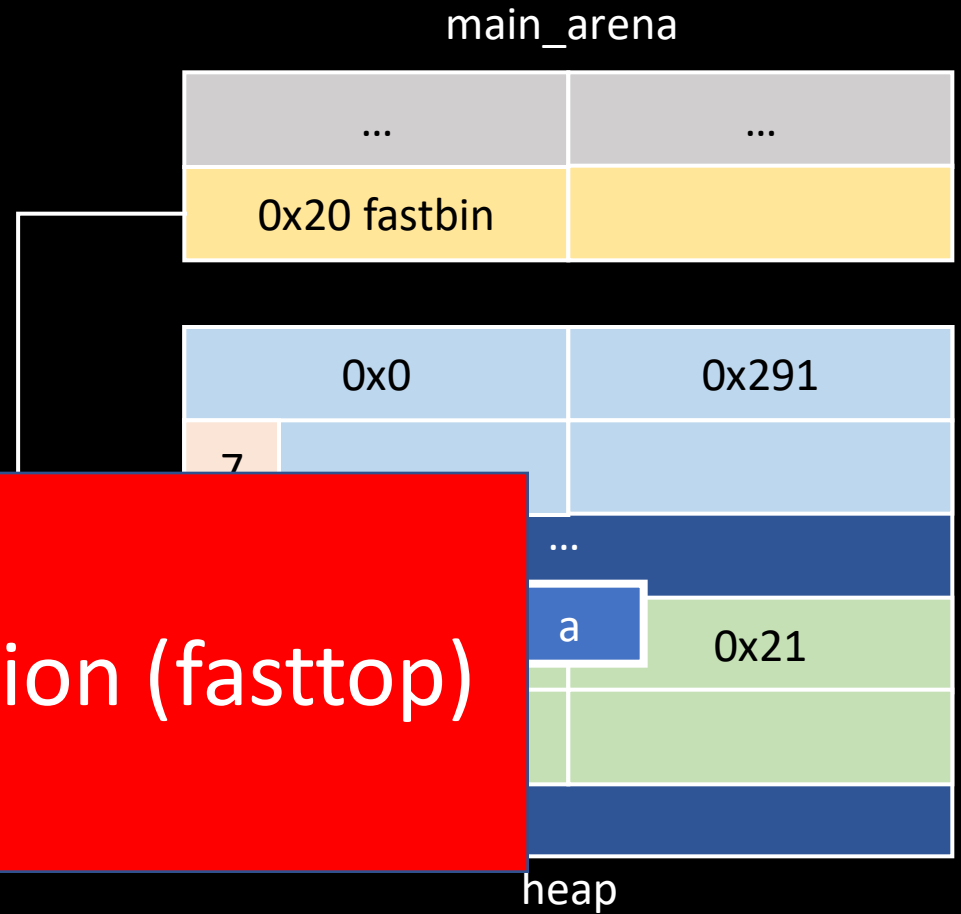 main_arena
... ...
0x20 fastbin
0x0 0x291
7
...
a 0x21
ion (fasttop)
heap